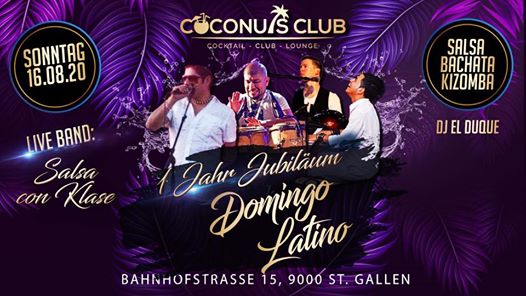 COCONUTS CLUB
COCKTAIL - CLUB - LOUNGE
SONNTAG
16.08.20
SALSA
BACHATA
KIZOMBA
DJ EL DUQUE
LIVE BAND:
Salsa
con Klase
1 Jahr Jubiläum
Domingo
Latino
BAHNHOFSTRASSE 15, 9000 ST. GALLEN